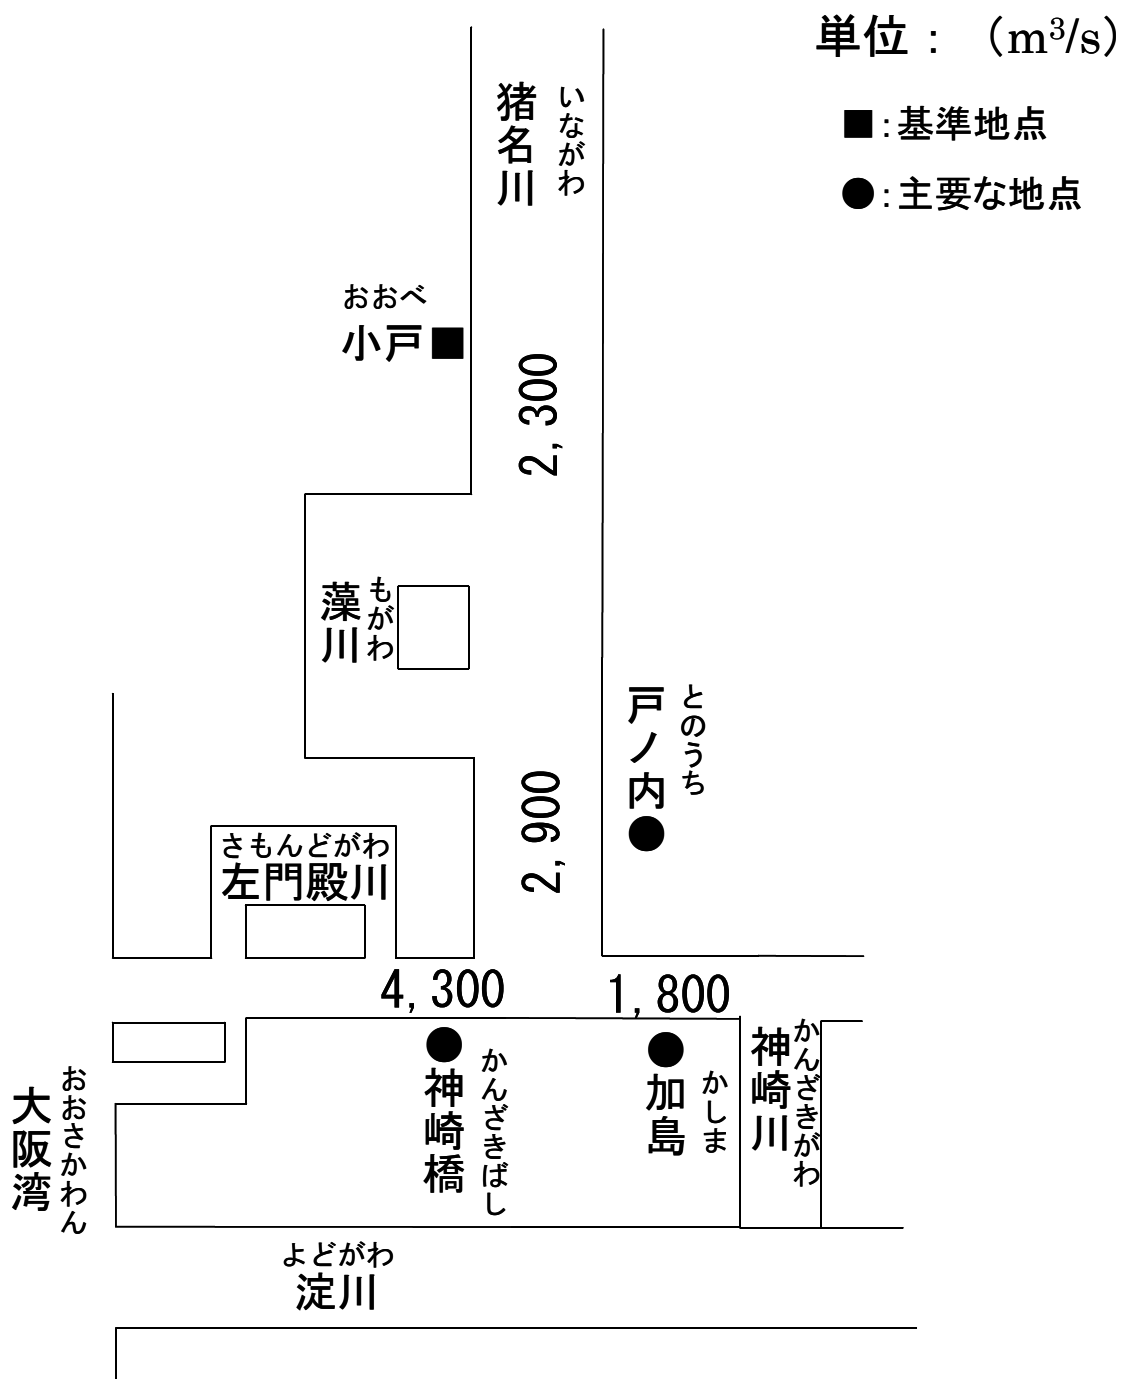 単位：（m³/s）
■：基準地点
●：主要な地点
猪名川
いながわ
おおべ
小戸■
2,300
藻川
もがわ
戸ノ内●
とのうち
2,900
さもんどがわ
左門殿川
4,300
1,800
●神崎橋
かんざきばし
●加島
かしま
神崎川
かんざきがわ
大阪湾
おおさかわん
よどがわ
淀川